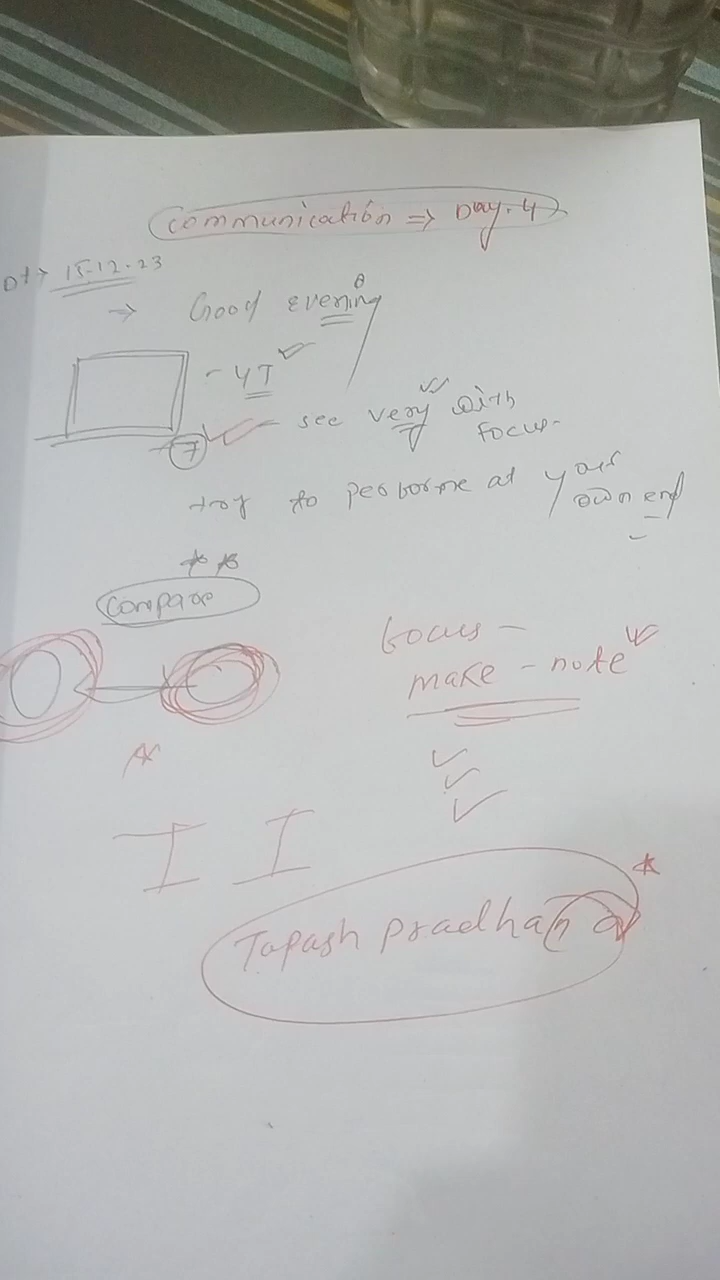 communication ⇒ Day.4
Dt→ 15.12.23
→ Good evening
- YT
7 - see very with
focus-
try to perborme at your
own end
Compare
focus -
make - note
I I
Tapash pradhan